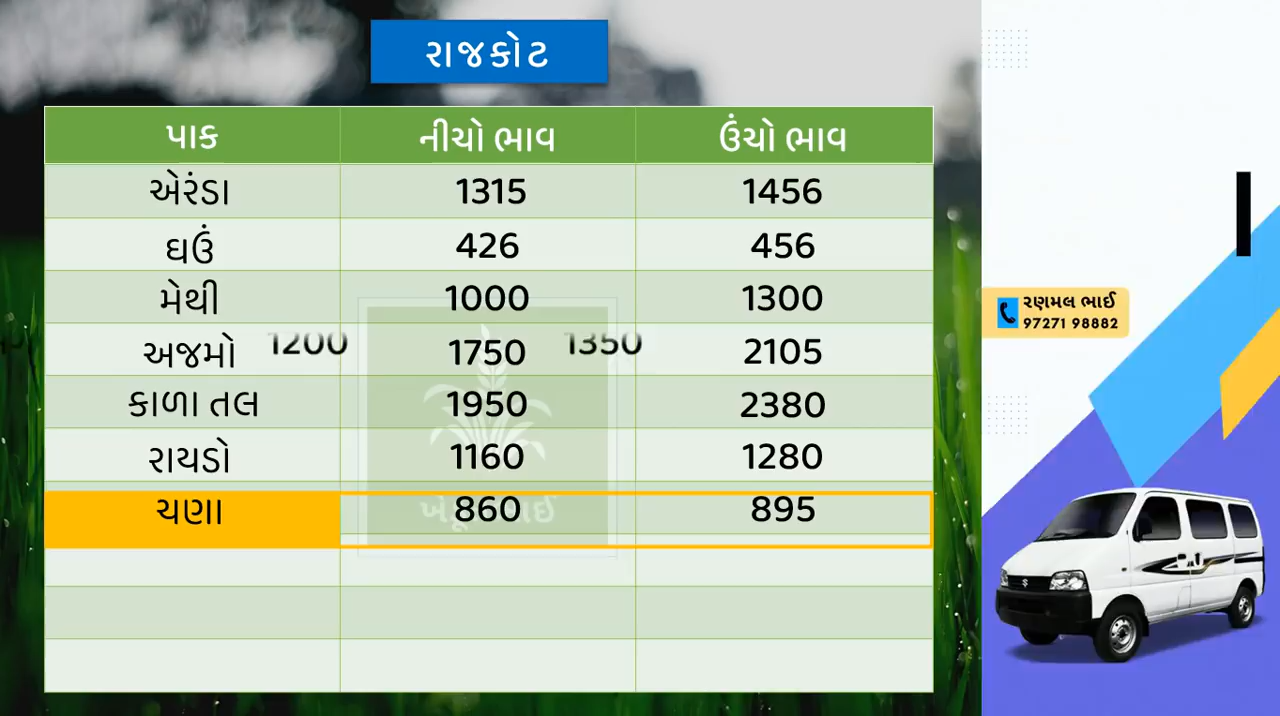 રાજકોટ
પાક નીચો ભાવ ઉંચો ભાવ
એરંડા 1315 1456
ઘઉં 426 456
મેથી 1000 1300
અજમો 1750 2105
1200 1350
કાળા તલ 1950 2380
રાયડો 1160 1280
ચણા 860 895
રણમલ ભાઈ
97271 98882